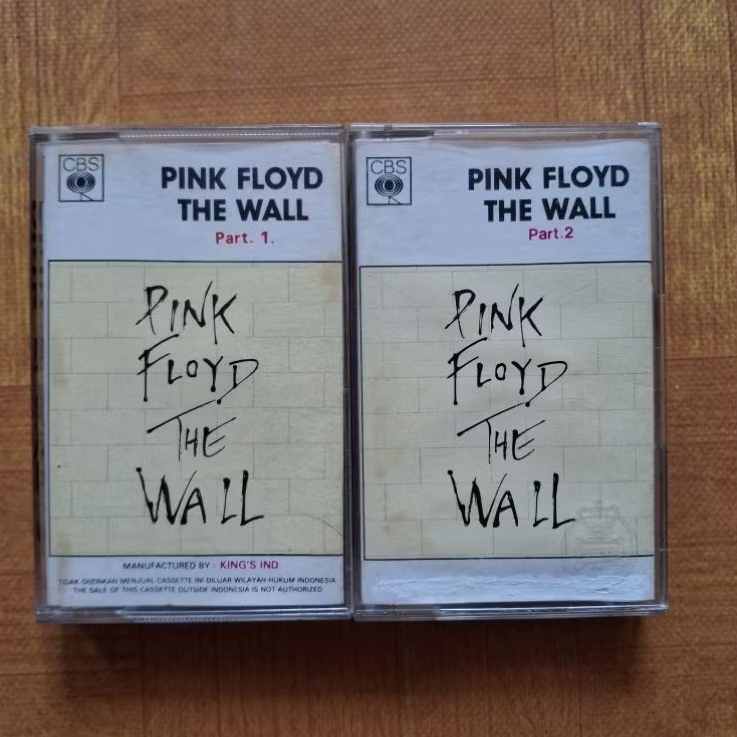 CBS
PINK FLOYD
THE WALL
Part. 1.
PINK
FLOYD
THE
WALL
MANUFACTURED BY : KING'S IND.
TIDAK DIIZINKAN MENJUAL CASSETTE INI DILUAR WILAYAH HUKUM INDONESIA
THE SALE OF THIS CASSETTE OUTSIDE INDONESIA IS NOT AUTHORIZED
CBS
PINK FLOYD
THE WALL
Part.2
PINK
FLOYD
THE
WALL